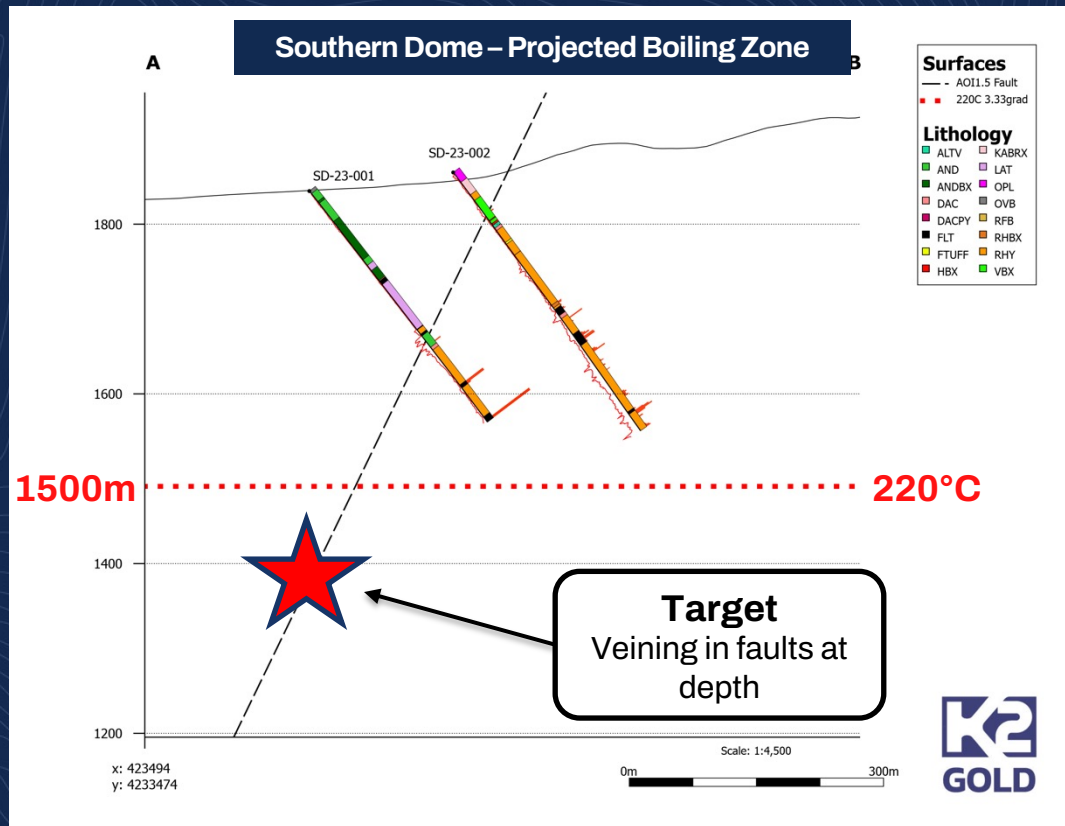 Southern Dome – Projected Boiling Zone
A
B
Surfaces
AOI1.5 Fault
220C 3.33grad
Lithology
ALTV
KABRX
AND
LAT
ANDBX
OPL
DAC
OVB
DACPY
RFB
FLT
RHBX
FTUFF
RHY
HBX
VBX
SD-23-001
SD-23-002
1800
1600
1500m
220°C
1400
Target
Veining in faults at
depth
1200
x: 423494
y: 4233474
Scale: 1:4,500
0m
300m
K2
GOLD